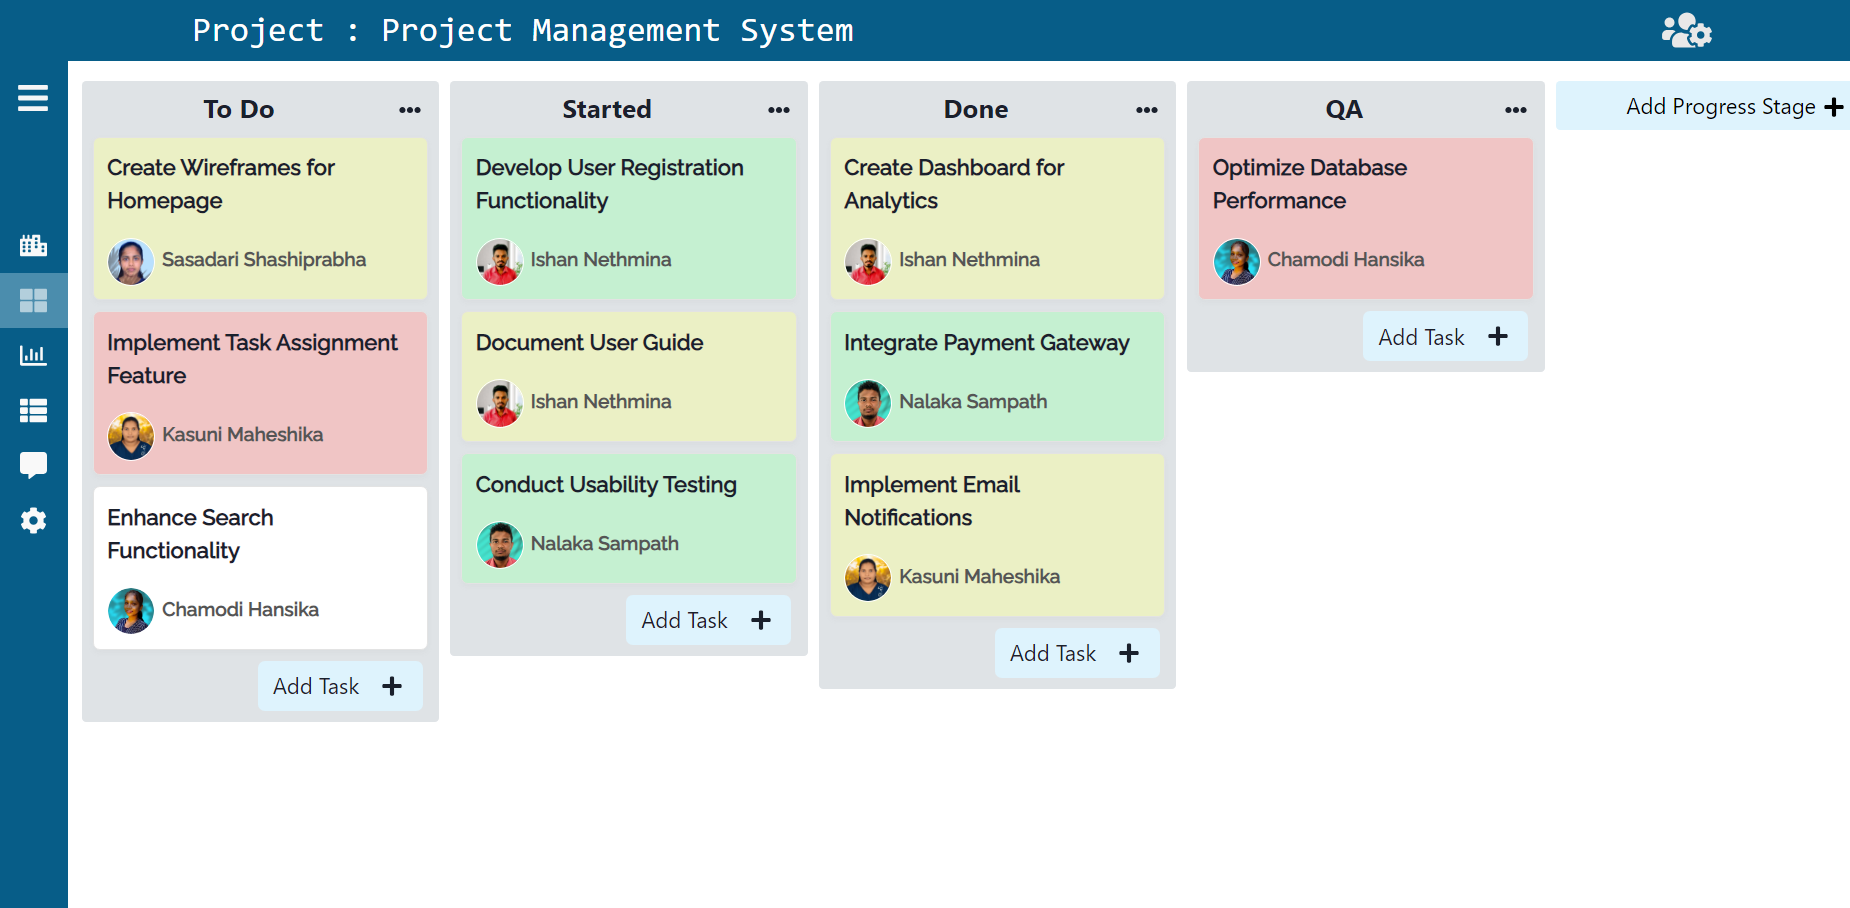 Project : Project Management System
To Do
Create Wireframes for
Homepage
Sasadari Shashiprabha
Implement Task Assignment
Feature
Kasuni Maheshika
Enhance Search
Functionality
Chamodi Hansika
Add Task
Started
Develop User Registration
Functionality
Ishan Nethmina
Document User Guide
Ishan Nethmina
Conduct Usability Testing
Nalaka Sampath
Add Task
Done
Create Dashboard for
Analytics
Ishan Nethmina
Integrate Payment Gateway
Nalaka Sampath
Implement Email
Notifications
Kasuni Maheshika
Add Task
QA
Optimize Database
Performance
Chamodi Hansika
Add Task
Add Progress Stage